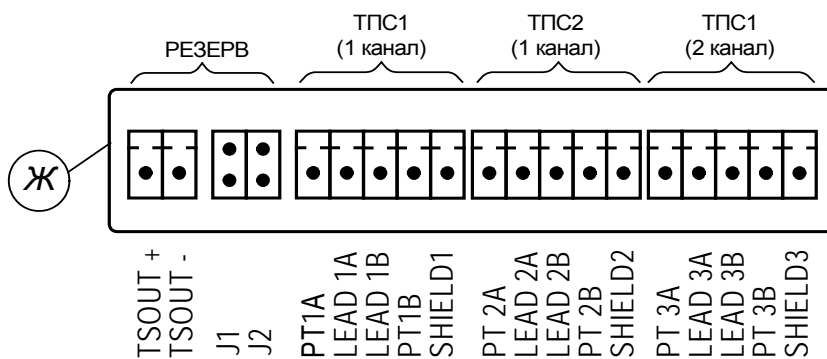 РЕЗЕРВ
ТПС1
(1 канал)
ТПС2
(1 канал)
ТПС1
(2 канал)
Ж
TSOUT +
TSOUT -
J1
J2
PT1A
LEAD 1A
LEAD 1B
PT1B
SHIELD1
PT 2A
LEAD 2A
LEAD 2B
PT 2B
SHIELD2
PT 3A
LEAD 3A
LEAD 3B
PT 3B
SHIELD3